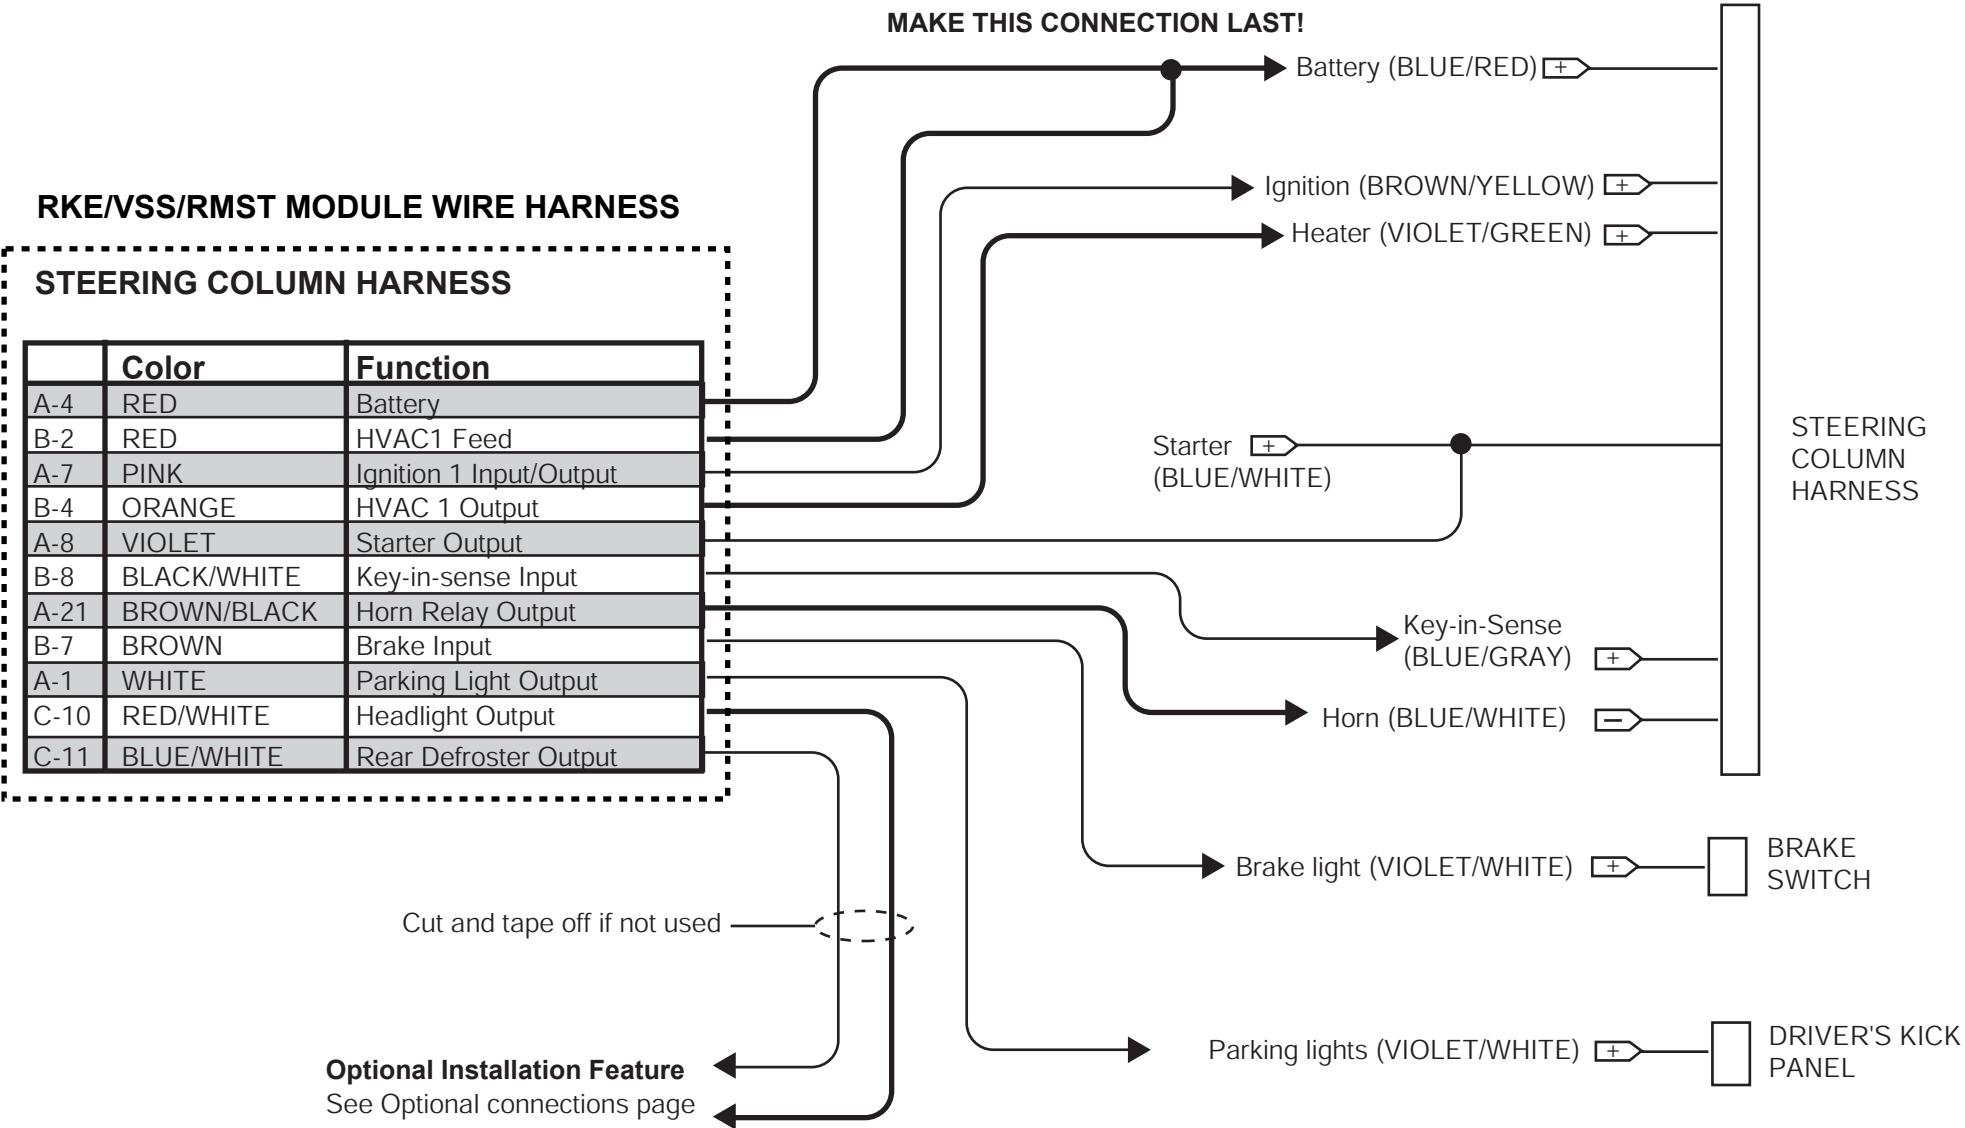 MAKE THIS CONNECTION LAST!
Battery (BLUE/RED) +
Ignition (BROWN/YELLOW) +
Heater (VIOLET/GREEN) +
RKE/VSS/RMST MODULE WIRE HARNESS
STEERING COLUMN HARNESS
Color Function
A-4 RED Battery
B-2 RED HVAC1 Feed
A-7 PINK Ignition 1 Input/Output
B-4 ORANGE HVAC 1 Output
A-8 VIOLET Starter Output
B-8 BLACK/WHITE Key-in-sense Input
A-21 BROWN/BLACK Horn Relay Output
B-7 BROWN Brake Input
A-1 WHITE Parking Light Output
C-10 RED/WHITE Headlight Output
C-11 BLUE/WHITE Rear Defroster Output
Starter +
(BLUE/WHITE)
STEERING
COLUMN
HARNESS
Key-in-Sense
(BLUE/GRAY) +
Horn (BLUE/WHITE) −
Brake light (VIOLET/WHITE) +
BRAKE
SWITCH
Cut and tape off if not used
Parking lights (VIOLET/WHITE) +
DRIVER'S KICK
PANEL
Optional Installation Feature
See Optional connections page